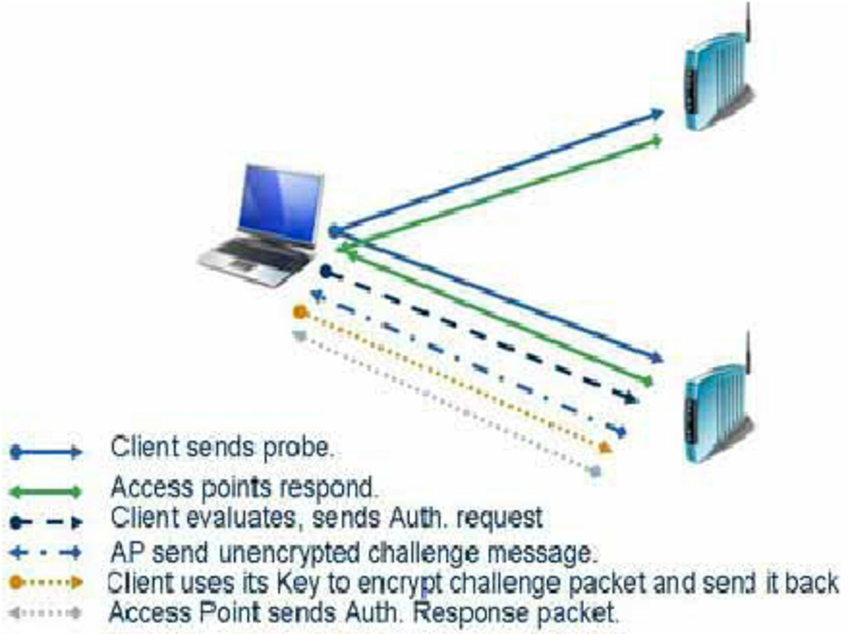 Client sends probe.
Access points respond.
Client evaluates, sends Auth. request
AP send unencrypted challenge message.
Client uses its Key to encrypt challenge packet and send it back
Access Point sends Auth. Response packet.